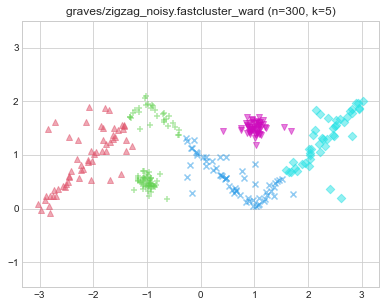 graves/zigzag_noisy.fastcluster_ward (n=300, k=5)
3
2
1
0
−1
−3 −2 −1 0 1 2 3